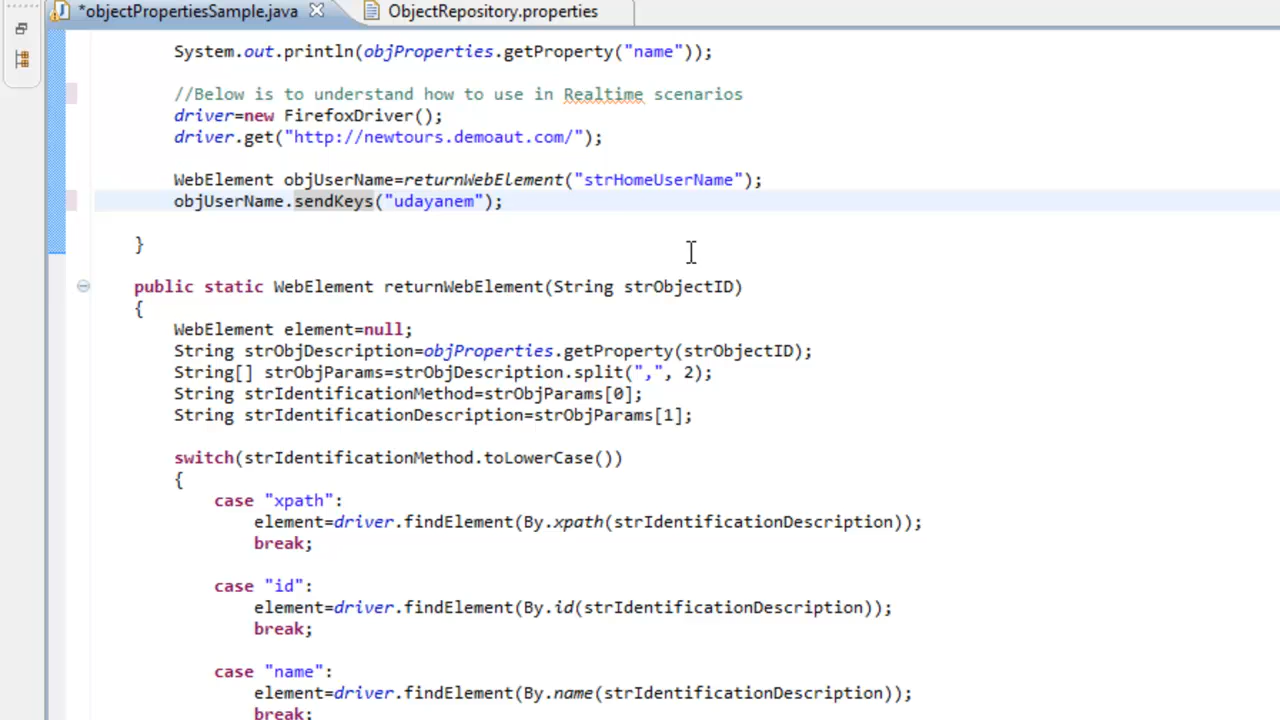 *objectPropertiesSample.java
ObjectRepository.properties
System.out.println(objProperties.getProperty("name"));
//Below is to understand how to use in Realtime scenarios
driver=new FirefoxDriver();
driver.get("http://newtours.demoaut.com/");
WebElement objUserName=returnWebElement("strHomeUserName");
objUserName.sendKeys("udayanem");
}
public static WebElement returnWebElement(String strObjectID)
{
WebElement element=null;
String strObjDescription=objProperties.getProperty(strObjectID);
String[] strObjParams=strObjDescription.split(",", 2);
String strIdentificationMethod=strObjParams[0];
String strIdentificationDescription=strObjParams[1];
switch(strIdentificationMethod.toLowerCase())
{
case "xpath":
element=driver.findElement(By.xpath(strIdentificationDescription));
break;
case "id":
element=driver.findElement(By.id(strIdentificationDescription));
break;
case "name":
element=driver.findElement(By.name(strIdentificationDescription));
break;